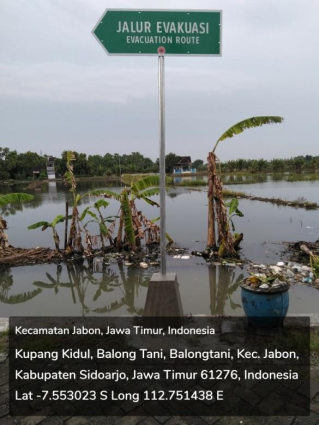 JALUR EVAKUASI
EVACUATION ROUTE
Kecamatan Jabon, Jawa Timur, Indonesia
Kupang Kidul, Balong Tani, Balongtani, Kec. Jabon,
Kabupaten Sidoarjo, Jawa Timur 61276, Indonesia
Lat -7.553023 S Long 112.751438 E